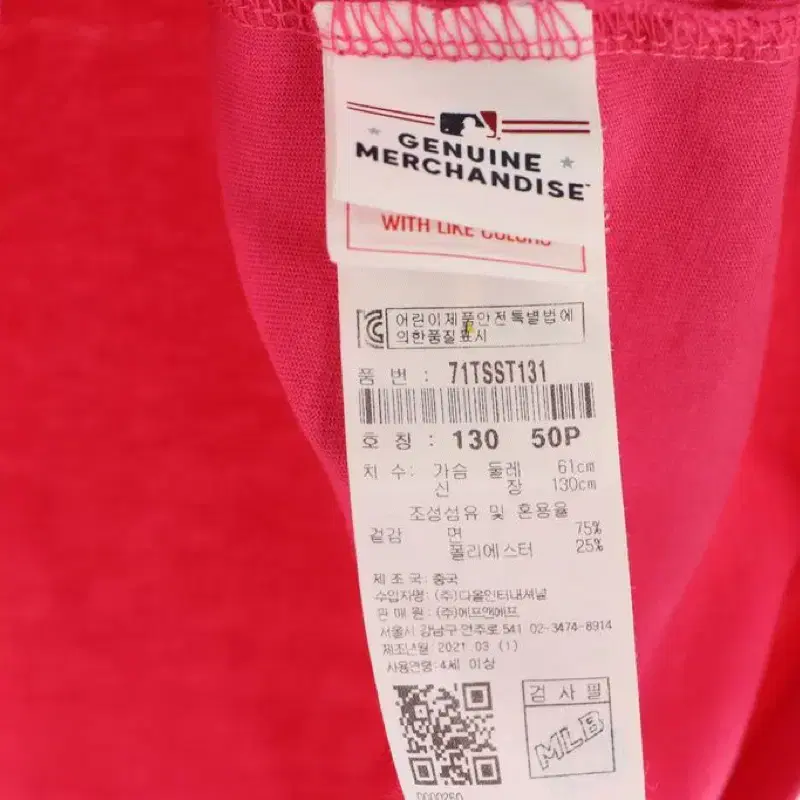 GENUINE
MERCHANDISE™
WITH LIKE COLORS
어린이제품안전특별법에
의한품질표시
품 번 : 71TSST131
호 칭 : 130 50P
치 수: 가슴 둘레 61cm
신 장 130cm
조성섬유 및 혼용율
겉감 면 75%
폴리에스터 25%
제 조 국: 중국
수입자명: (주)다올인터내셔널
판 매 원 : (주)에프앤에프
서울시 강남구 언주로 541 02-3474-8914
제조년월 2021.03 (1)
사용연령:4세 이상
검 사 필
MLB